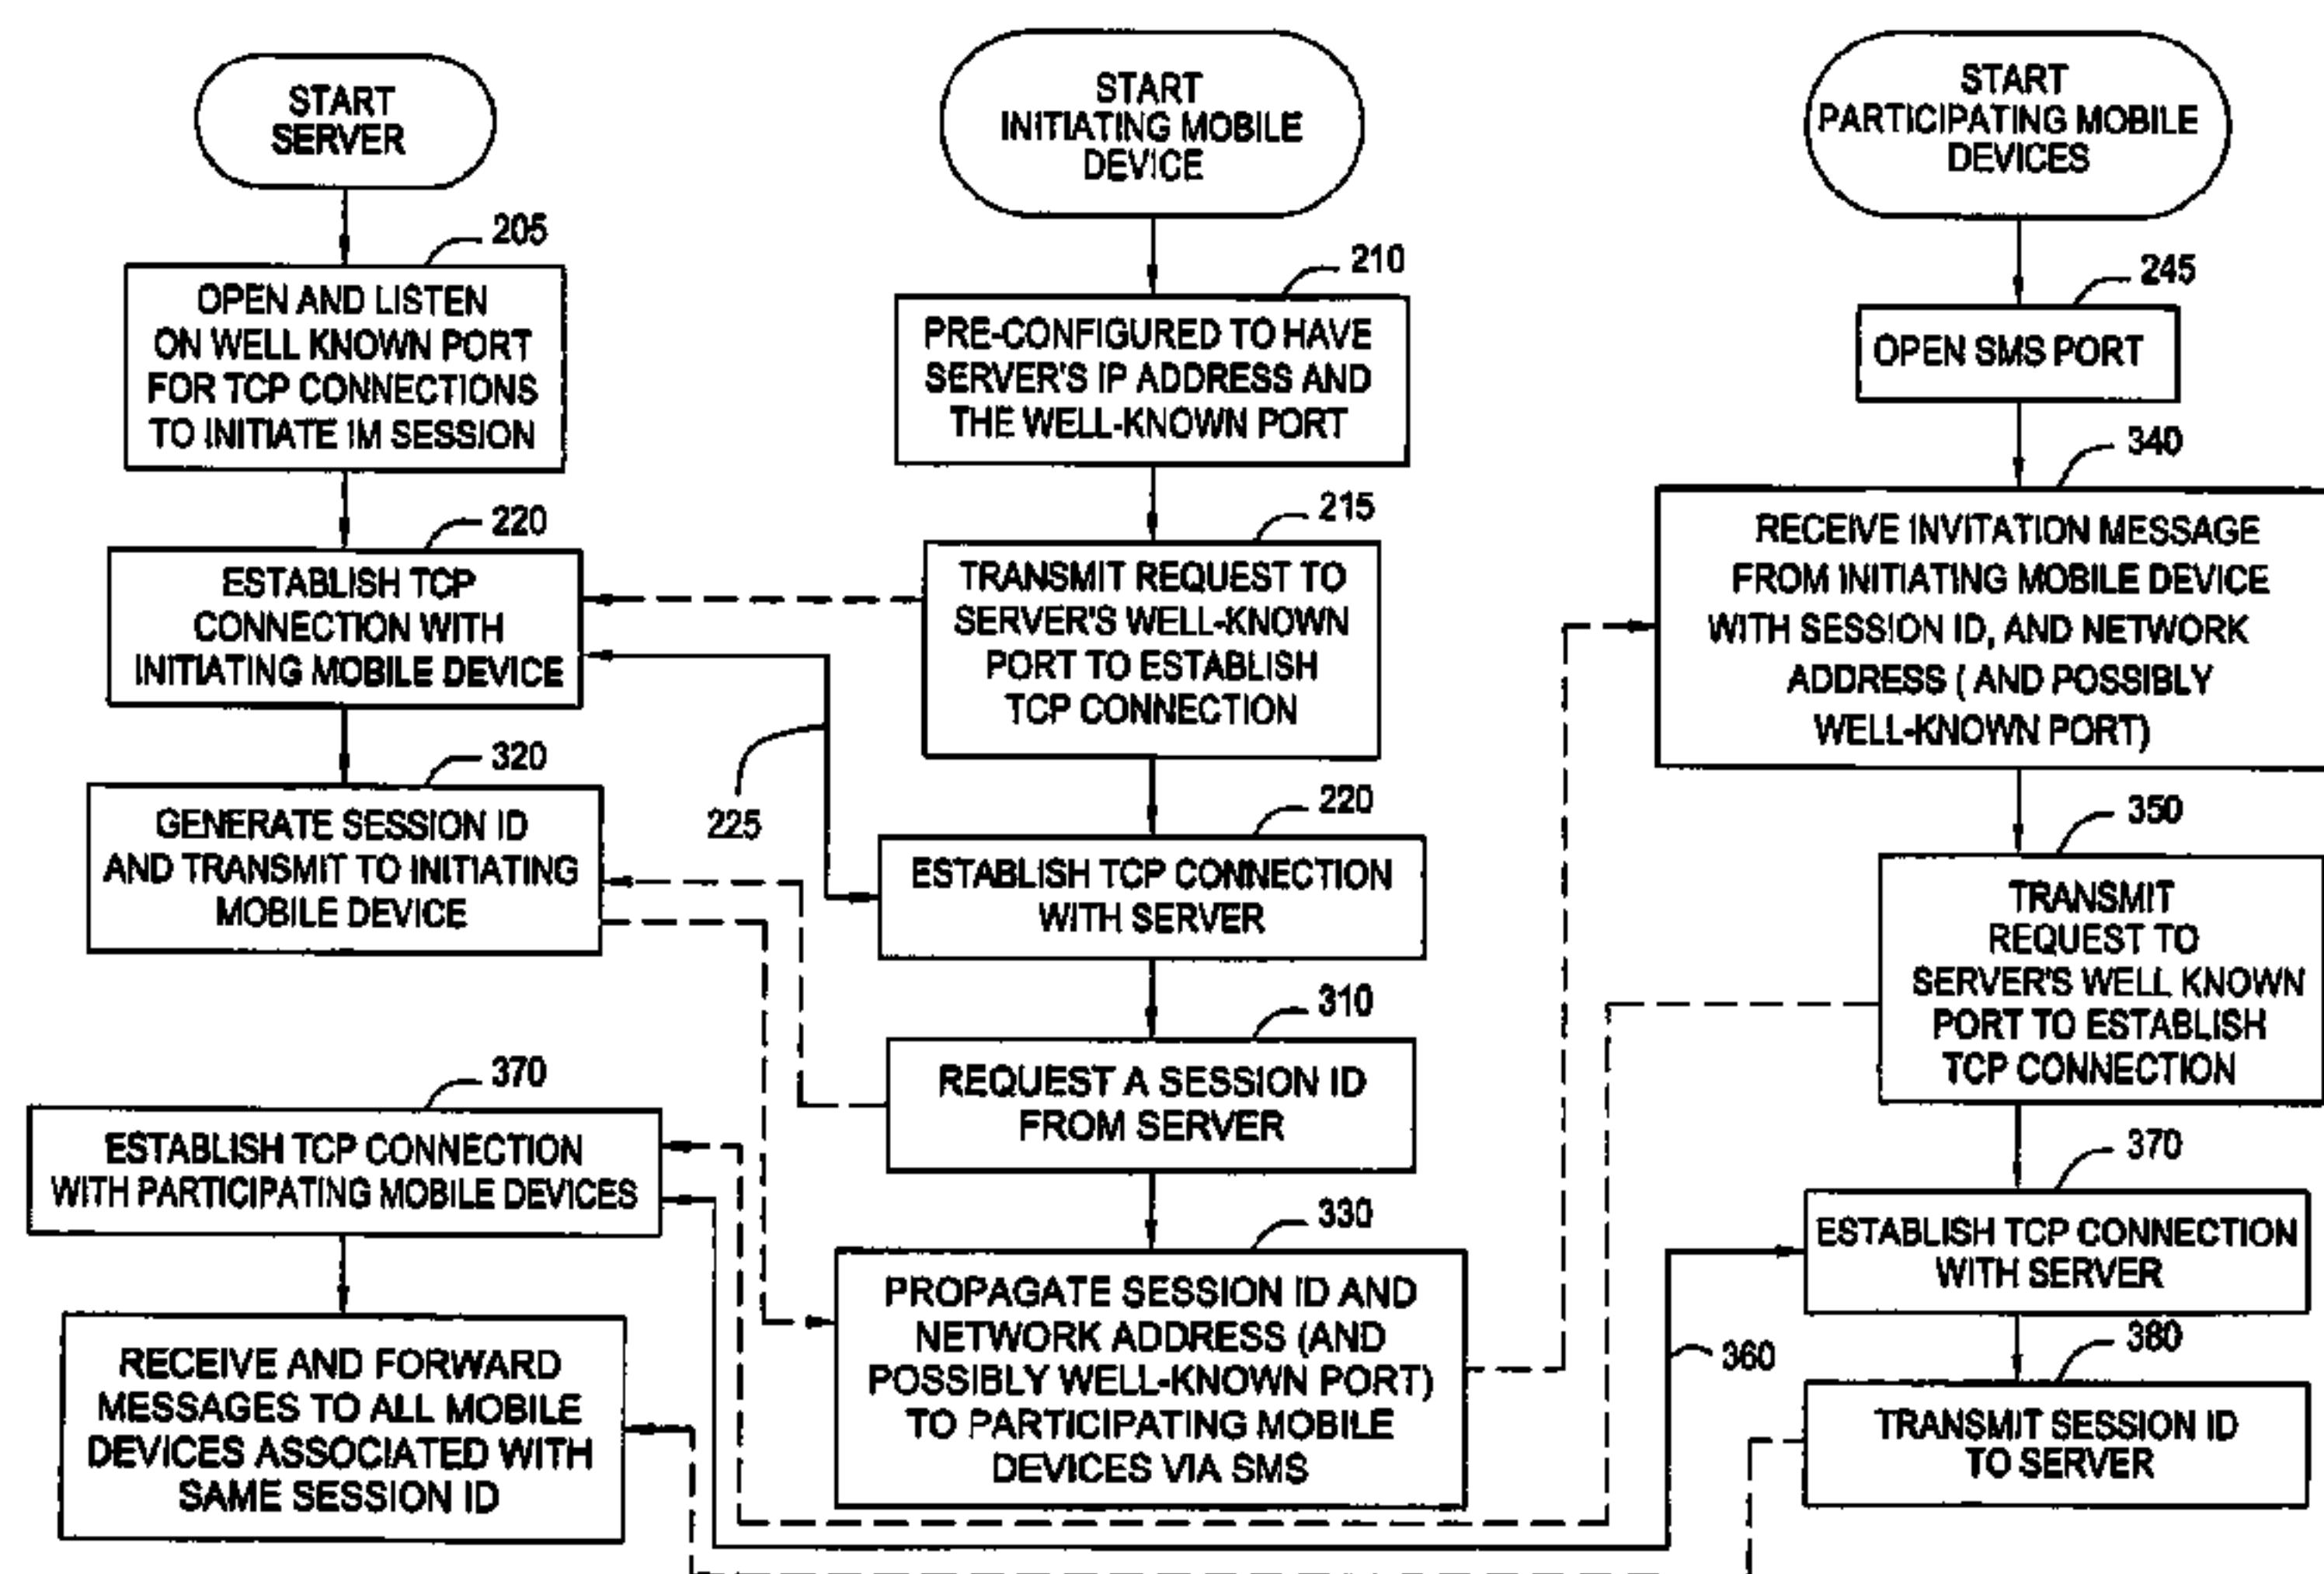 START
SERVER
205
OPEN AND LISTEN
ON WELL KNOWN PORT
FOR TCP CONNECTIONS
TO INITIATE IM SESSION
220
ESTABLISH TCP
CONNECTION WITH
INITIATING MOBILE DEVICE
320
GENERATE SESSION ID
AND TRANSMIT TO INITIATING
MOBILE DEVICE
370
ESTABLISH TCP CONNECTION
WITH PARTICIPATING MOBILE DEVICES
RECEIVE AND FORWARD
MESSAGES TO ALL MOBILE
DEVICES ASSOCIATED WITH
SAME SESSION ID
START
INITIATING MOBILE
DEVICE
210
PRE-CONFIGURED TO HAVE
SERVER'S IP ADDRESS AND
THE WELL-KNOWN PORT
215
TRANSMIT REQUEST TO
SERVER'S WELL-KNOWN
PORT TO ESTABLISH
TCP CONNECTION
225
220
ESTABLISH TCP CONNECTION
WITH SERVER
310
REQUEST A SESSION ID
FROM SERVER
330
PROPAGATE SESSION ID AND
NETWORK ADDRESS (AND
POSSIBLY WELL-KNOWN PORT)
TO PARTICIPATING MOBILE
DEVICES VIA SMS
START
PARTICIPATING MOBILE
DEVICES
245
OPEN SMS PORT
340
RECEIVE INVITATION MESSAGE
FROM INITIATING MOBILE DEVICE
WITH SESSION ID, AND NETWORK
ADDRESS ( AND POSSIBLY
WELL-KNOWN PORT)
350
TRANSMIT
REQUEST TO
SERVER'S WELL KNOWN
PORT TO ESTABLISH
TCP CONNECTION
370
ESTABLISH TCP CONNECTION
WITH SERVER
360
380
TRANSMIT SESSION ID
TO SERVER